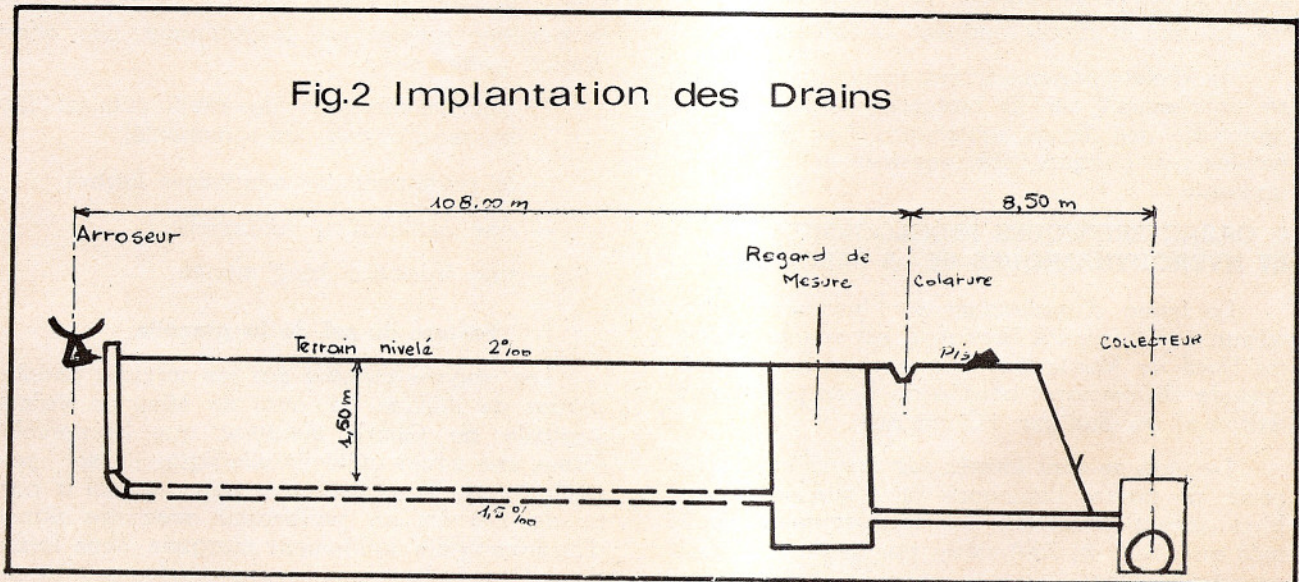 Fig.2 Implantation des Drains
108.00 m
8,50 m
Arroseur
Regard de
Mesure
Colature
Terrain nivelé 2‰
COLLECTEUR
1,50 m
1,5‰